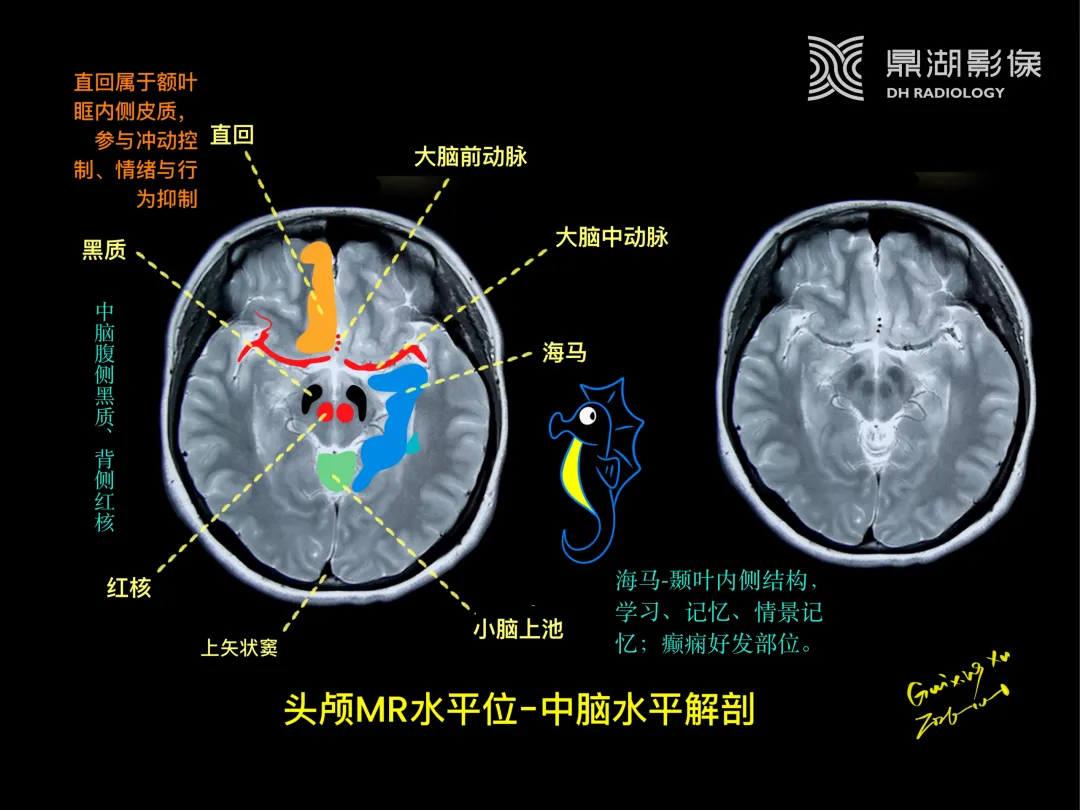 鼎湖影像
DH RADIOLOGY
直回属于额叶
眶内侧皮质，
参与冲动控
制、情绪与行
为抑制
直回
大脑前动脉
大脑中动脉
黑质
海马
中脑腹侧黑质、背侧红核
红核
上矢状窦
小脑上池
海马-颞叶内侧结构，
学习、记忆、情景记
忆；癫痫好发部位。
头颅MR水平位-中脑水平解剖
Guixing Xu